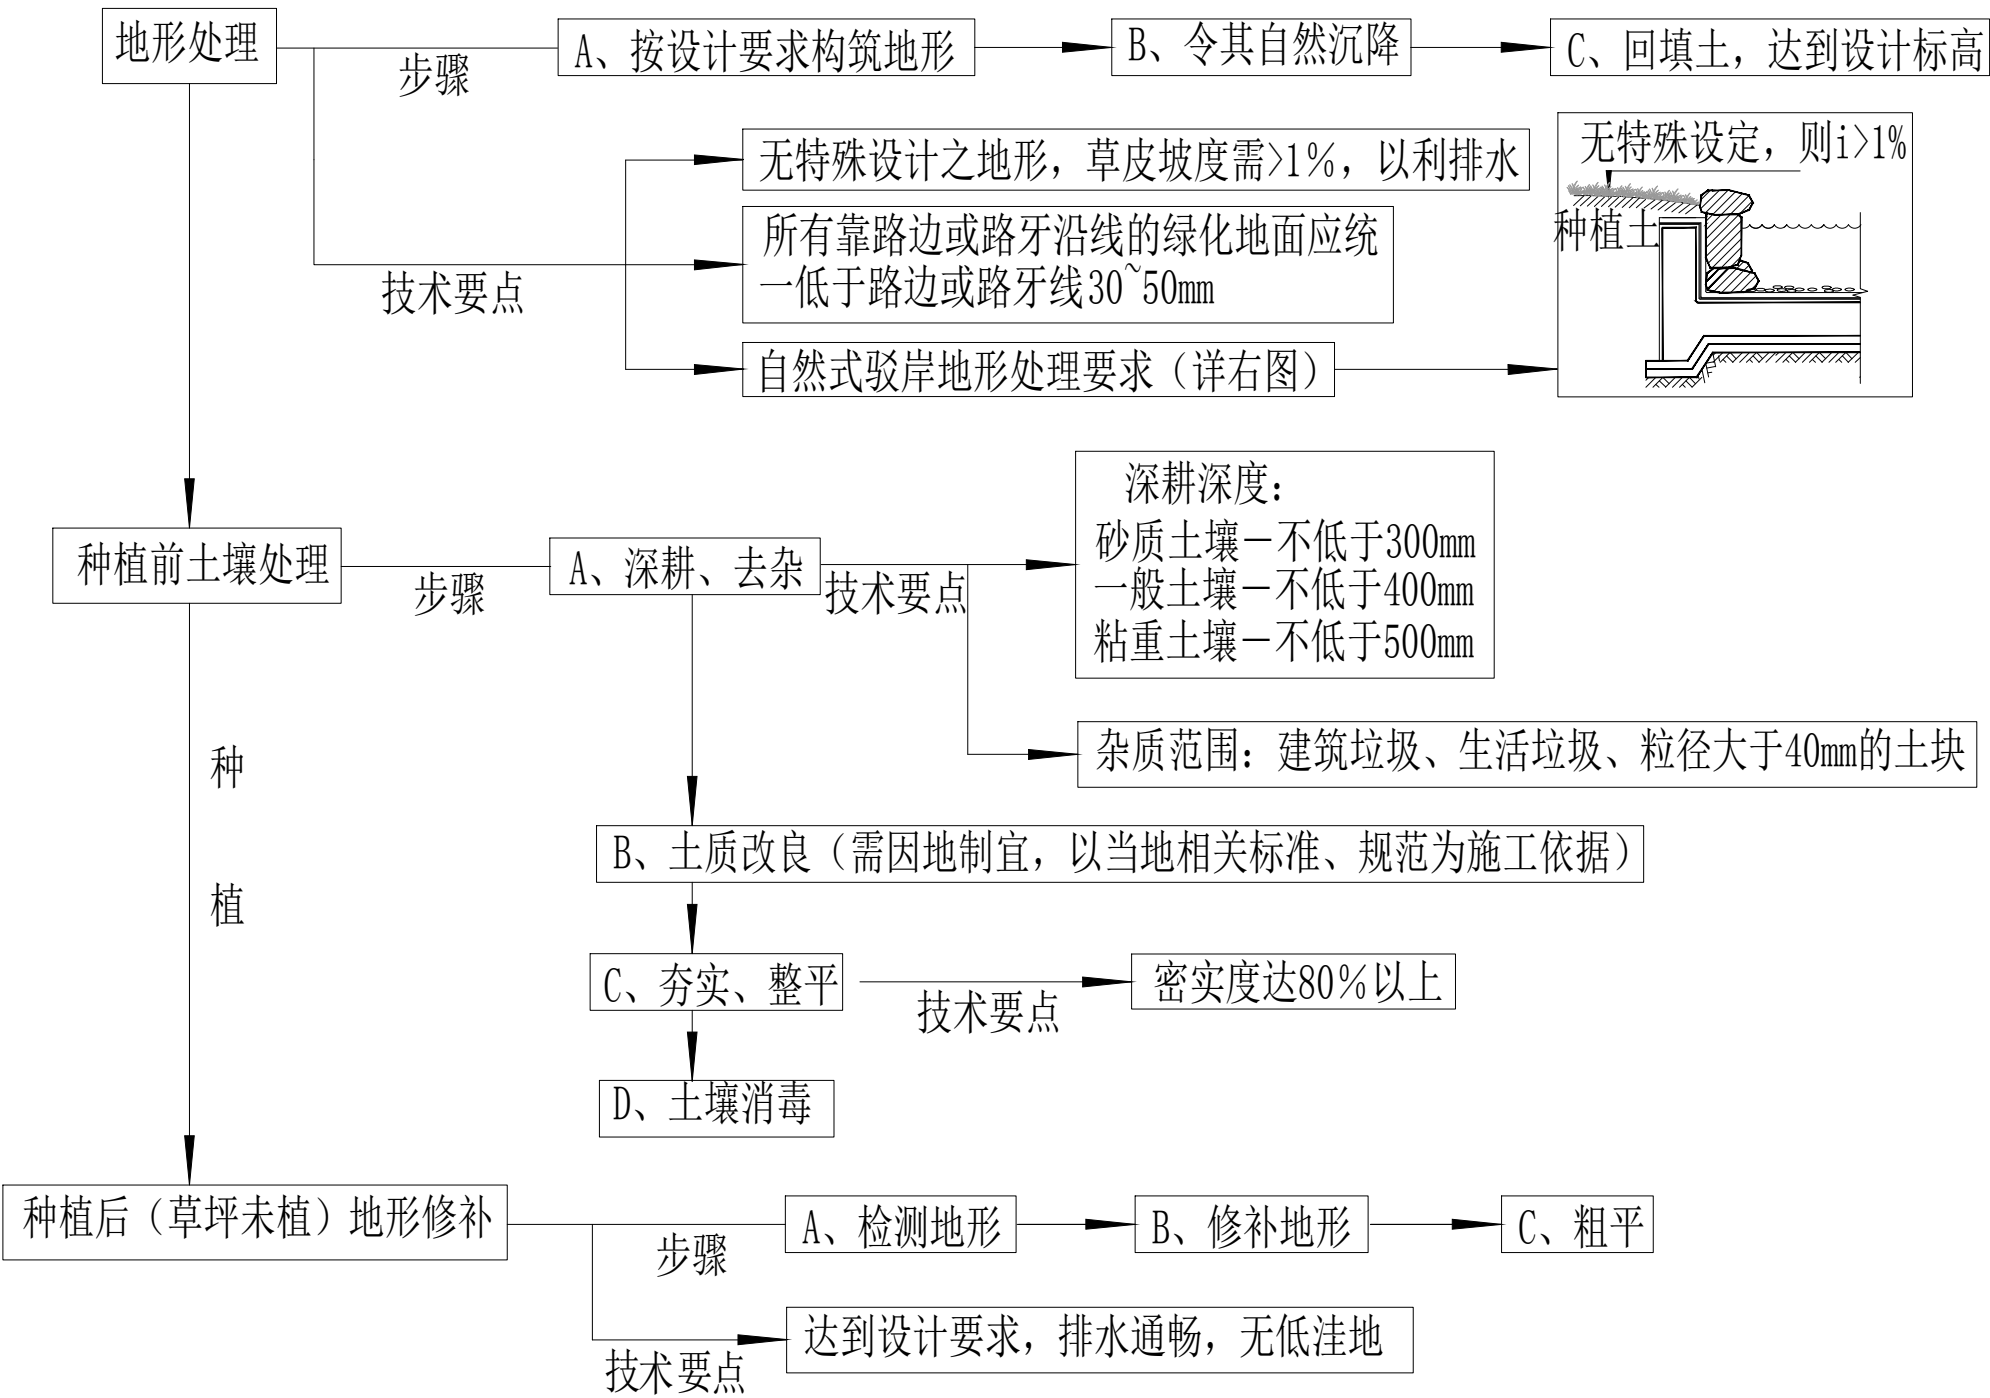 地形处理
步骤
A、按设计要求构筑地形
B、令其自然沉降
C、回填土，达到设计标高
技术要点
无特殊设计之地形，草皮坡度需>1%，以利排水
所有靠路边或路牙沿线的绿化地面应统
一低于路边或路牙线30~50mm
自然式驳岸地形处理要求（详右图）
无特殊设定，则i>1%
种植土
种植前土壤处理
步骤
A、深耕、去杂
技术要点
深耕深度：
砂质土壤－不低于300mm
一般土壤－不低于400mm
粘重土壤－不低于500mm
杂质范围：建筑垃圾、生活垃圾、粒径大于40mm的土块
种
植
B、土质改良（需因地制宜，以当地相关标准、规范为施工依据）
C、夯实、整平
技术要点
密实度达80%以上
D、土壤消毒
种植后（草坪未植）地形修补
步骤
A、检测地形
B、修补地形
C、粗平
技术要点
达到设计要求，排水通畅，无低洼地